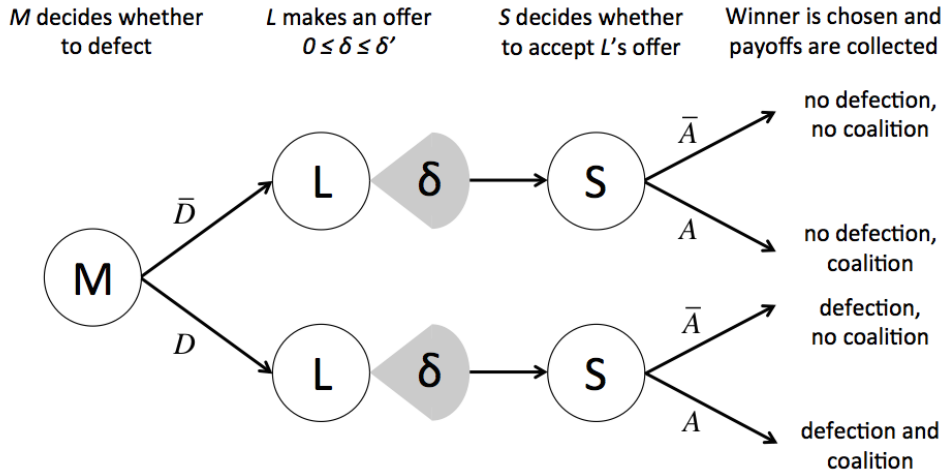 M decides whether
to defect
L makes an offer
0 ≤ δ ≤ δ'
S decides whether
to accept L's offer
Winner is chosen and
payoffs are collected
M
D̅
D
L
δ
S
A̅
A
no defection,
no coalition
no defection,
coalition
L
δ
S
A̅
A
defection,
no coalition
defection and
coalition